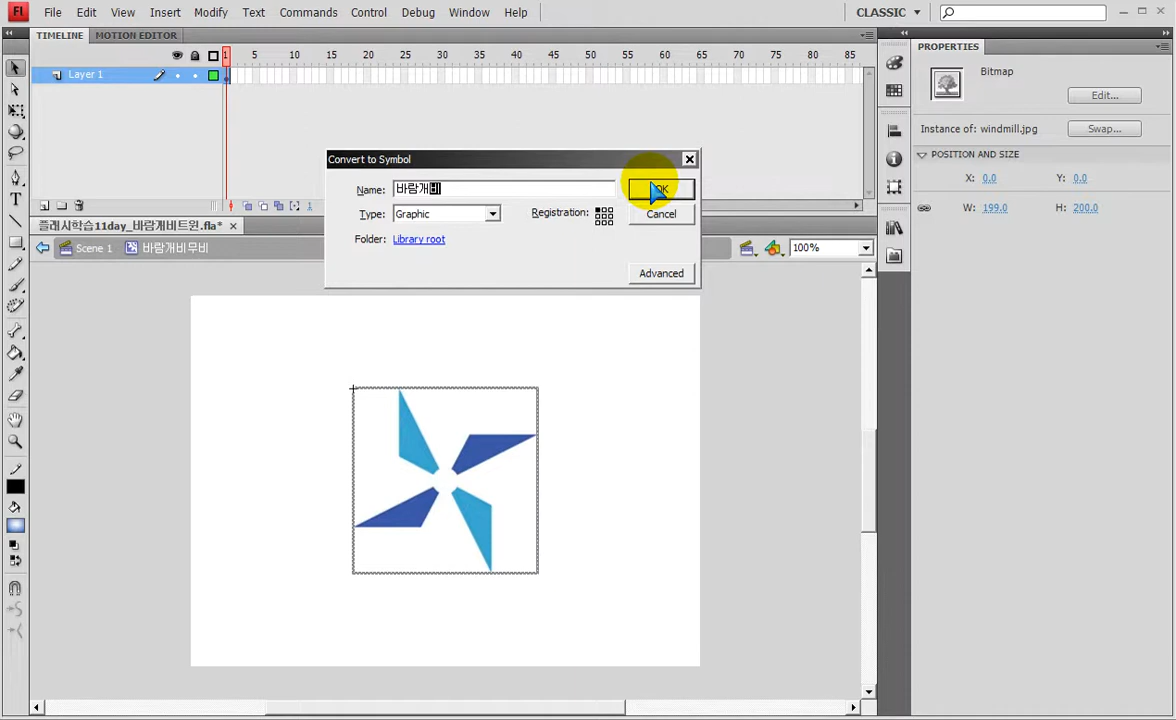 Fl File Edit View Insert Modify Text Commands Control Debug Window Help CLASSIC
TIMELINE MOTION EDITOR
1 5 10 15 20 25 30 35 40 45 50 55 60 65 70 75 80 85
Layer 1
PROPERTIES
Bitmap
Edit...
Instance of: windmill.jpg Swap...
POSITION AND SIZE
X: 0.0 Y: 0.0
W: 199.0 H: 200.0
Convert to Symbol
Name: 바람개비 OK
Type: Graphic Registration: Cancel
Folder: Library root
Advanced
1
플래시학습11day_바람개비트윈.fla*
Scene 1 바람개비무비 100%